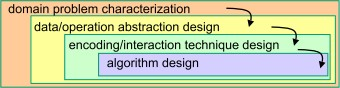 domain problem characterization
data/operation abstraction design
encoding/interaction technique design
algorithm design